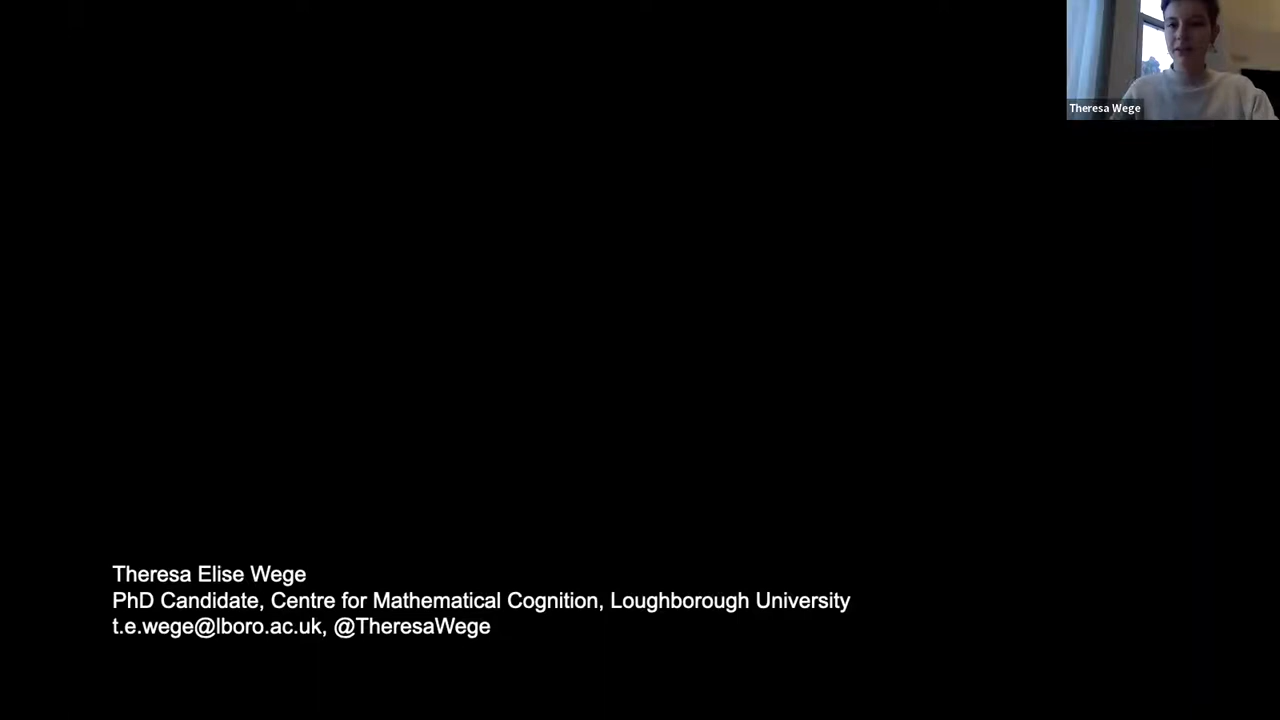 Theresa Wege
Theresa Elise Wege
PhD Candidate, Centre for Mathematical Cognition, Loughborough University
t.e.wege@lboro.ac.uk, @TheresaWege